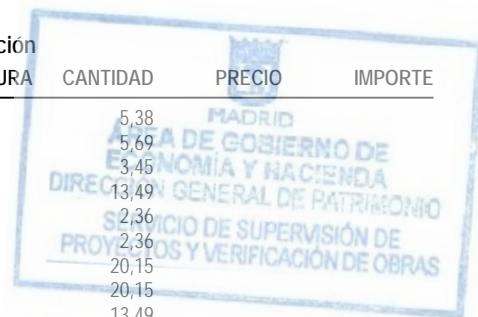 ción
URA CANTIDAD PRECIO IMPORTE
MADRID
5,38
ÁREA DE GOBIERNO DE
5,69
ECONOMÍA Y HACIENDA
3,45
DIRECCIÓN GENERAL DE PATRIMONIO
13,49
SERVICIO DE SUPERVISIÓN DE
2,36
PROYECTOS Y VERIFICACIÓN DE OBRAS
2,36
20,15
20,15
13,49